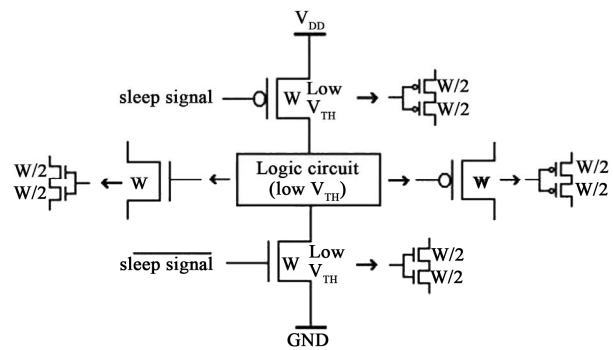 V_DD
sleep signal
W
Low
V_TH
W/2
W/2
W/2
W/2
W
Logic circuit
(low V_TH)
W
W/2
W/2
sleep signal
W
Low
V_TH
W/2
W/2
GND